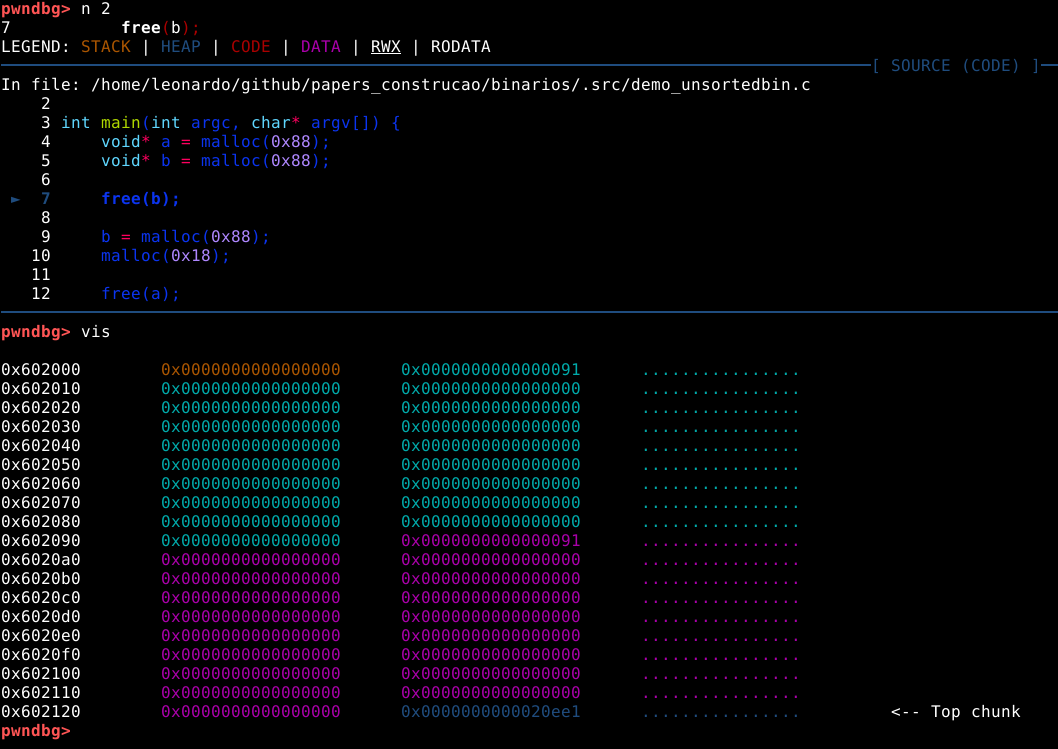 pwndbg> n 2
7           free(b);
LEGEND: STACK | HEAP | CODE | DATA | RWX | RODATA
[ SOURCE (CODE) ]
In file: /home/leonardo/github/papers_construcao/binarios/.src/demo_unsortedbin.c
    2
    3 int main(int argc, char* argv[]) {
    4     void* a = malloc(0x88);
    5     void* b = malloc(0x88);
    6
 ►  7     free(b);
    8
    9     b = malloc(0x88);
   10     malloc(0x18);
   11
   12     free(a);
pwndbg> vis
0x602000        0x0000000000000000      0x0000000000000091      ................
0x602010        0x0000000000000000      0x0000000000000000      ................
0x602020        0x0000000000000000      0x0000000000000000      ................
0x602030        0x0000000000000000      0x0000000000000000      ................
0x602040        0x0000000000000000      0x0000000000000000      ................
0x602050        0x0000000000000000      0x0000000000000000      ................
0x602060        0x0000000000000000      0x0000000000000000      ................
0x602070        0x0000000000000000      0x0000000000000000      ................
0x602080        0x0000000000000000      0x0000000000000000      ................
0x602090        0x0000000000000000      0x0000000000000091      ................
0x6020a0        0x0000000000000000      0x0000000000000000      ................
0x6020b0        0x0000000000000000      0x0000000000000000      ................
0x6020c0        0x0000000000000000      0x0000000000000000      ................
0x6020d0        0x0000000000000000      0x0000000000000000      ................
0x6020e0        0x0000000000000000      0x0000000000000000      ................
0x6020f0        0x0000000000000000      0x0000000000000000      ................
0x602100        0x0000000000000000      0x0000000000000000      ................
0x602110        0x0000000000000000      0x0000000000000000      ................
0x602120        0x0000000000000000      0x0000000000020ee1      ................         <-- Top chunk
pwndbg>